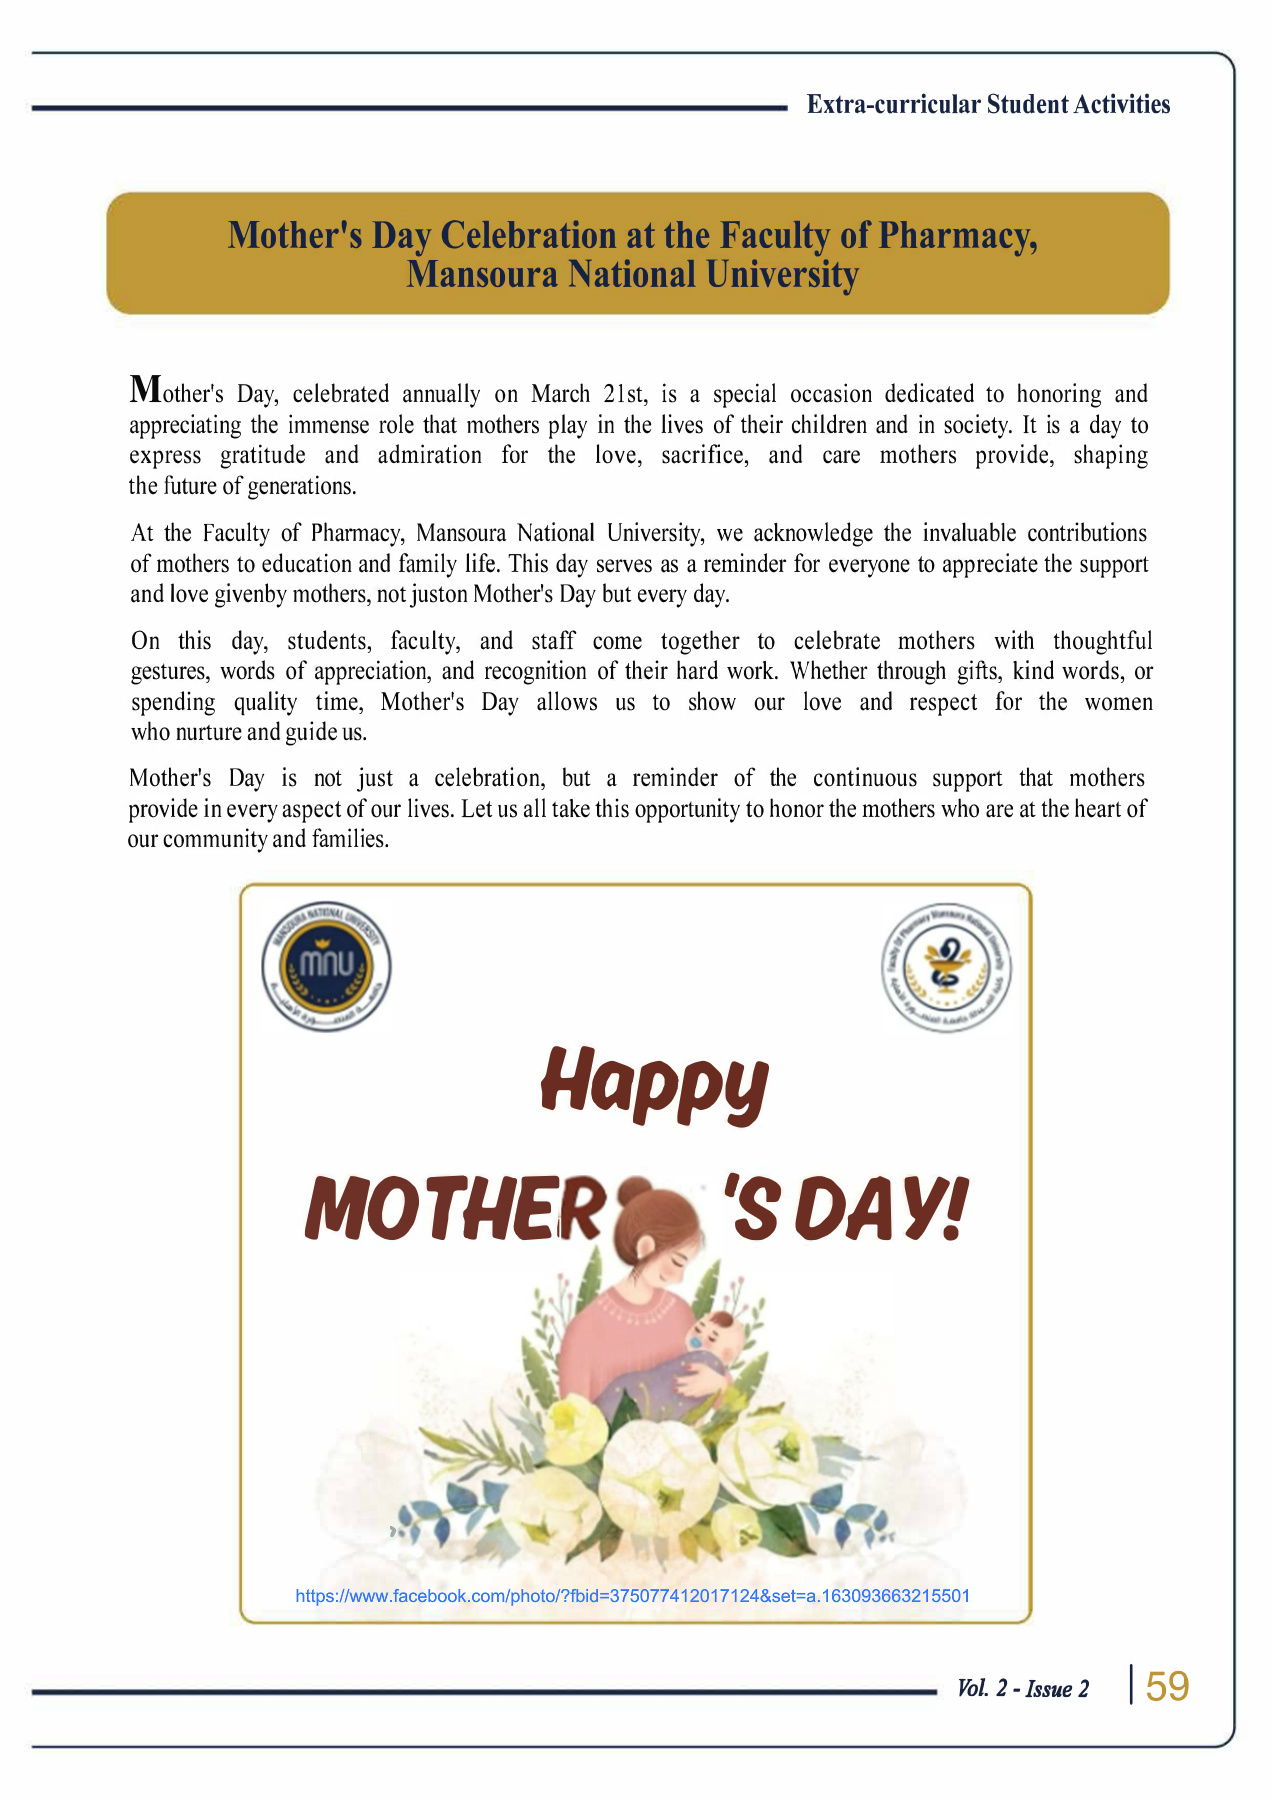 Extra-curricular Student Activities
Mother's Day Celebration at the Faculty of Pharmacy,
Mansoura National University
Mother's Day, celebrated annually on March 21st, is a special occasion dedicated to honoring and
appreciating the immense role that mothers play in the lives of their children and in society. It is a day to
express gratitude and admiration for the love, sacrifice, and care mothers provide, shaping
the future of generations.
At the Faculty of Pharmacy, Mansoura National University, we acknowledge the invaluable contributions
of mothers to education and family life. This day serves as a reminder for everyone to appreciate the support
and love givenby mothers, not juston Mother's Day but every day.
On this day, students, faculty, and staff come together to celebrate mothers with thoughtful
gestures, words of appreciation, and recognition of their hard work. Whether through gifts, kind words, or
spending quality time, Mother's Day allows us to show our love and respect for the women
who nurture and guide us.
Mother's Day is not just a celebration, but a reminder of the continuous support that mothers
provide in every aspect of our lives. Let us all take this opportunity to honor the mothers who are at the heart of
our community and families.
MANSOURA NATIONAL UNIVERSITY
mnu
جامعة المنصورة الأهلية
Faculty Of Pharmacy Mansoura National University
كلية الصيدلة جامعة المنصورة الأهلية
Happy
MOTHER'S DAY!
https://www.facebook.com/photo/?fbid=375077412017124&set=a.163093663215501
Vol. 2 - Issue 2
59